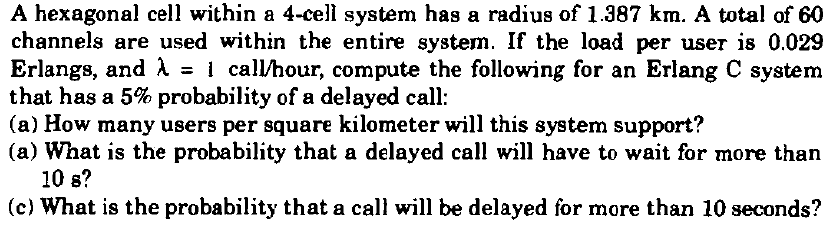 A hexagonal cell within a 4-cell system has a radius of 1.387 km. A total of 60
channels are used within the entire system. If the load per user is 0.029
Erlangs, and λ = 1 call/hour, compute the following for an Erlang C system
that has a 5% probability of a delayed call:
(a) How many users per square kilometer will this system support?
(a) What is the probability that a delayed call will have to wait for more than
10 s?
(c) What is the probability that a call will be delayed for more than 10 seconds?